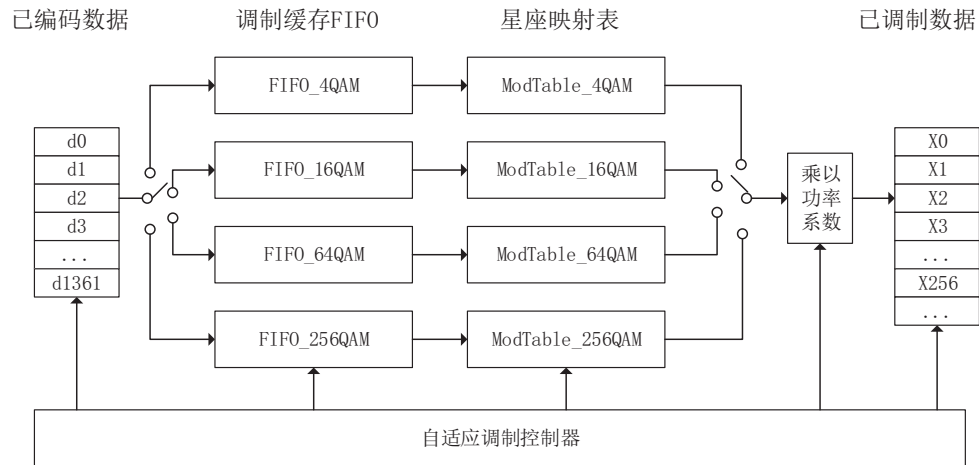 已编码数据 调制缓存FIFO 星座映射表 已调制数据
FIFO_4QAM ModTable_4QAM
d0
d1
d2
d3
...
d1361
FIFO_16QAM ModTable_16QAM
FIFO_64QAM ModTable_64QAM
FIFO_256QAM ModTable_256QAM
乘以
功率
系数
X0
X1
X2
X3
...
X256
...
自适应调制控制器